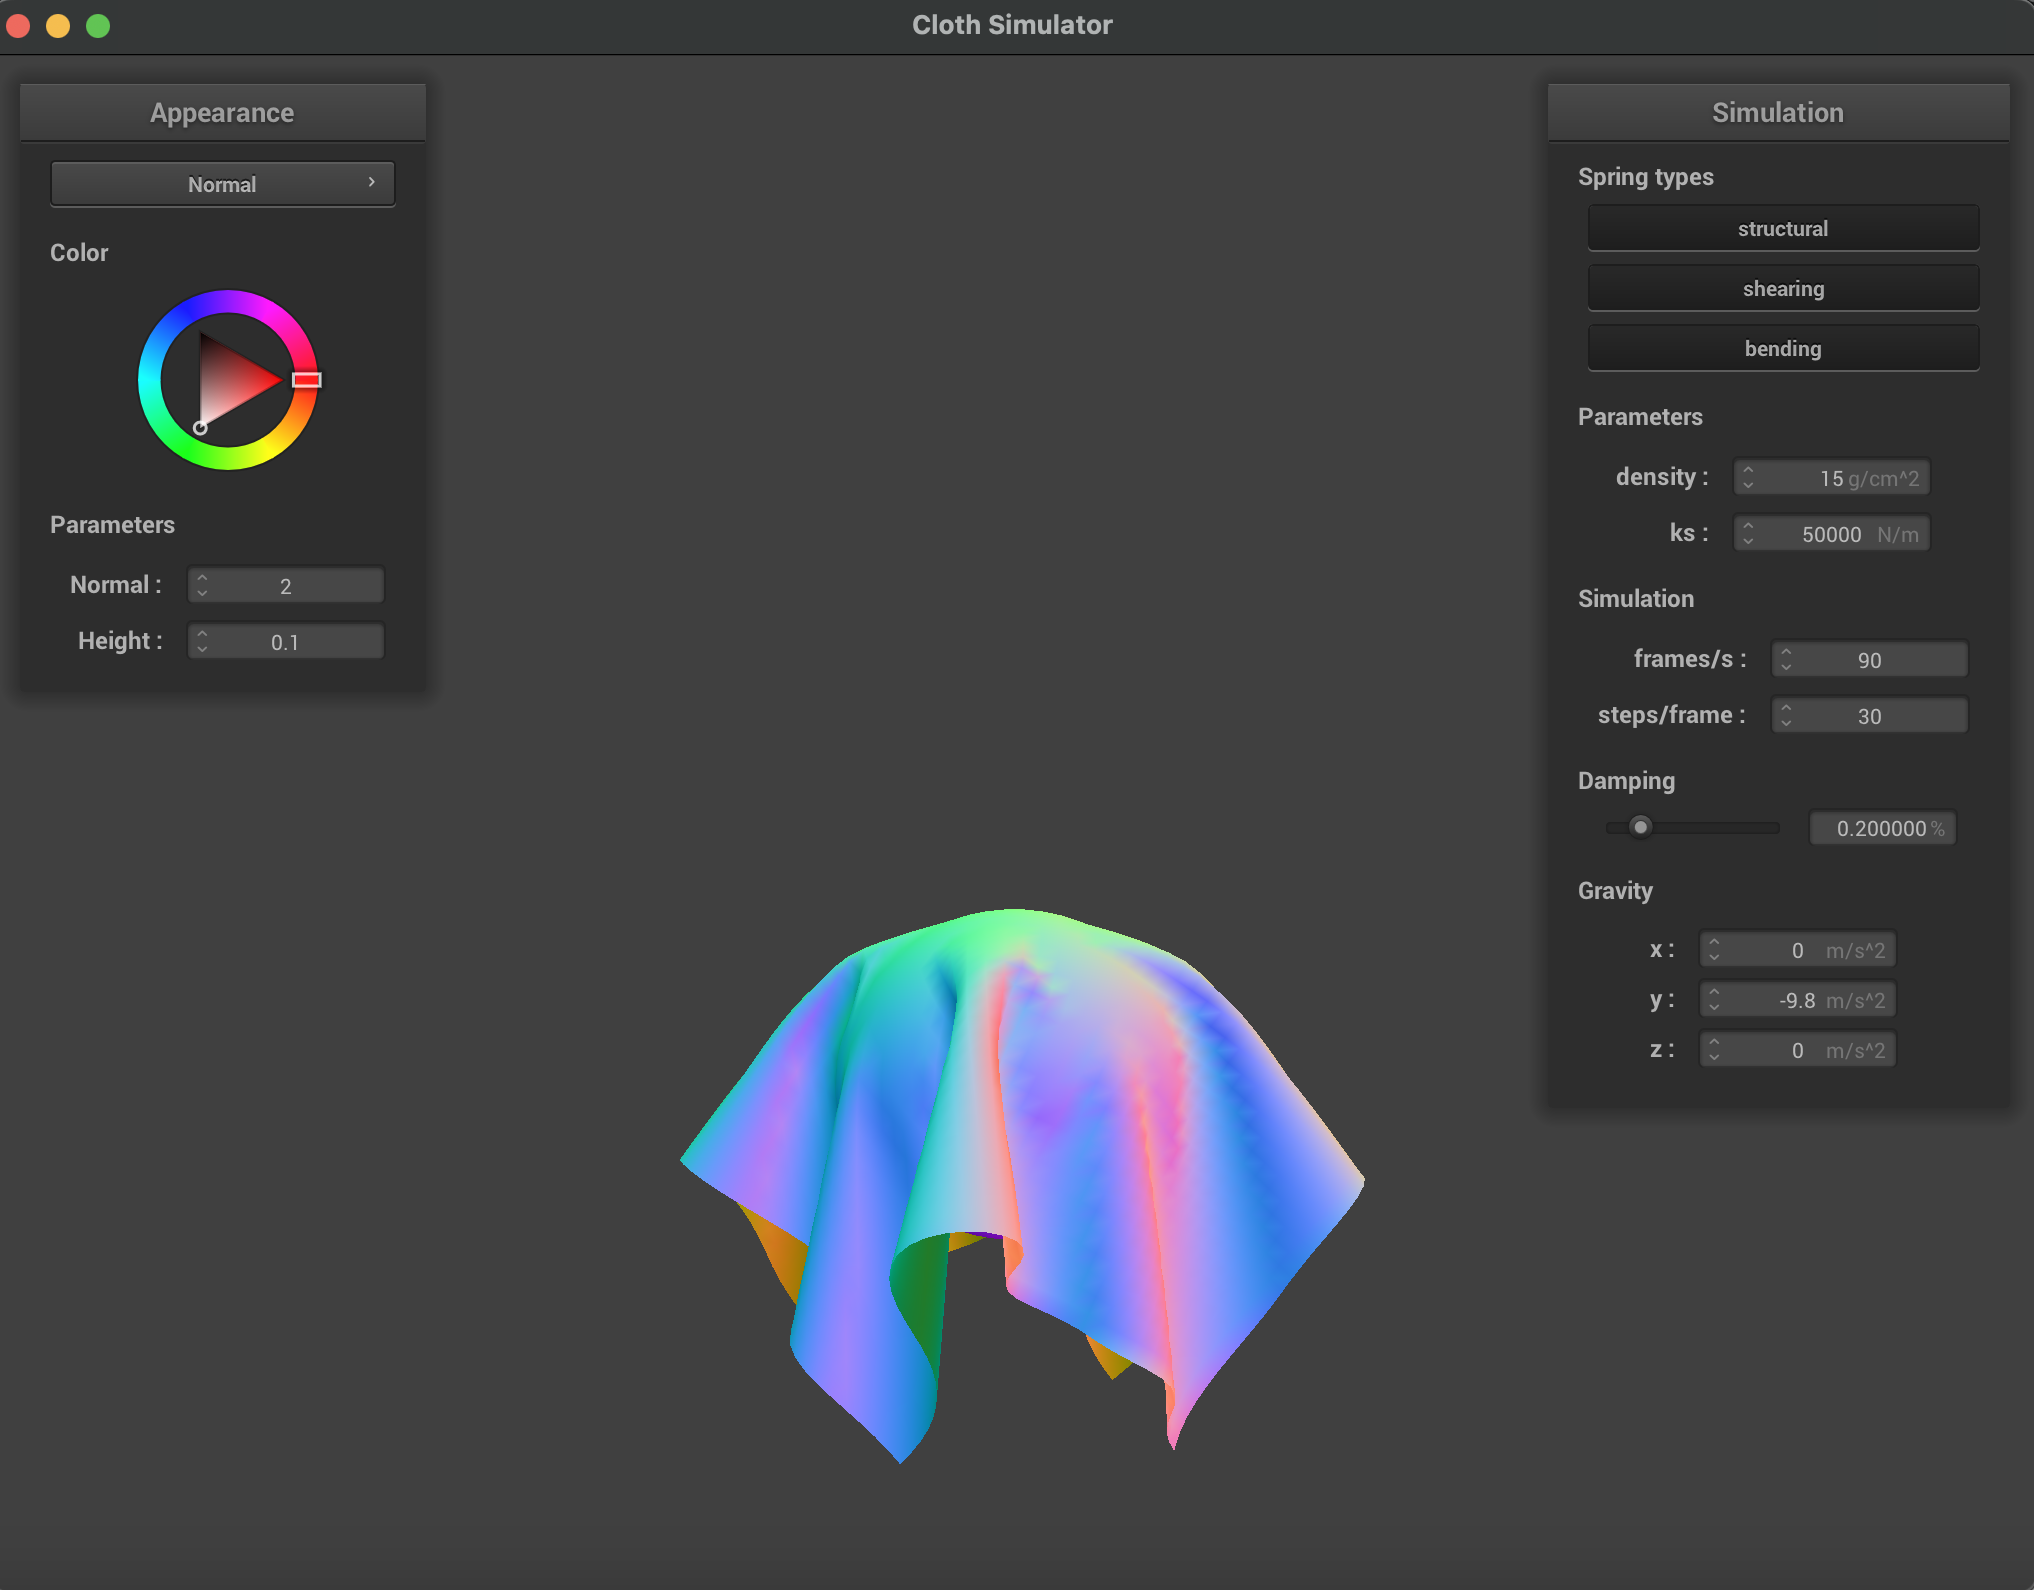 Cloth Simulator
Appearance
Normal
Color
Parameters
Normal : 2
Height : 0.1
Simulation
Spring types
structural
shearing
bending
Parameters
density : 15 g/cm^2
ks : 50000 N/m
Simulation
frames/s : 90
steps/frame : 30
Damping
0.200000 %
Gravity
x : 0 m/s^2
y : -9.8 m/s^2
z : 0 m/s^2